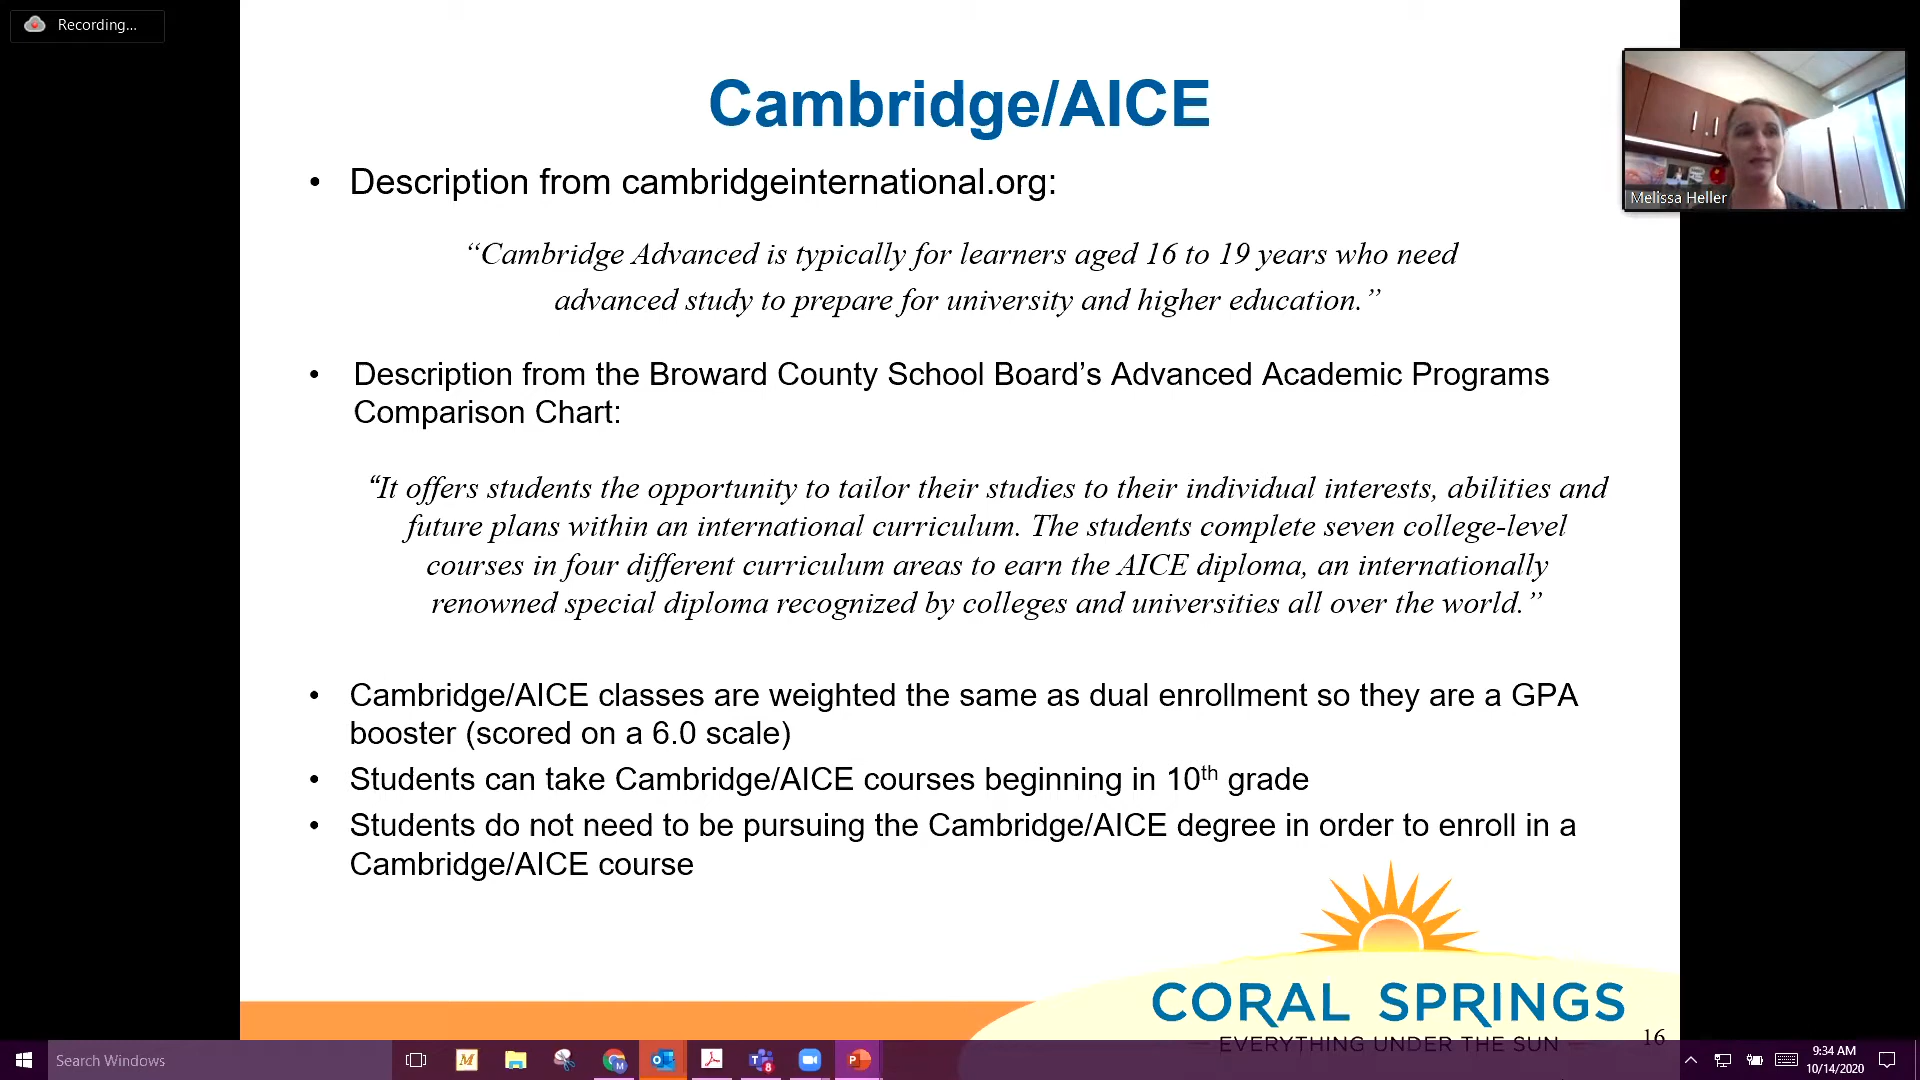 Recording...
Cambridge/AICE
• Description from cambridgeinternational.org:
“Cambridge Advanced is typically for learners aged 16 to 19 years who need
advanced study to prepare for university and higher education.”
• Description from the Broward County School Board’s Advanced Academic Programs
Comparison Chart:
“It offers students the opportunity to tailor their studies to their individual interests, abilities and
future plans within an international curriculum. The students complete seven college-level
courses in four different curriculum areas to earn the AICE diploma, an internationally
renowned special diploma recognized by colleges and universities all over the world.”
• Cambridge/AICE classes are weighted the same as dual enrollment so they are a GPA
booster (scored on a 6.0 scale)
• Students can take Cambridge/AICE courses beginning in 10th grade
• Students do not need to be pursuing the Cambridge/AICE degree in order to enroll in a
Cambridge/AICE course
Melissa Heller
CORAL SPRINGS
EVERYTHING UNDER THE SUN
16
Search Windows
9:34 AM
10/14/2020